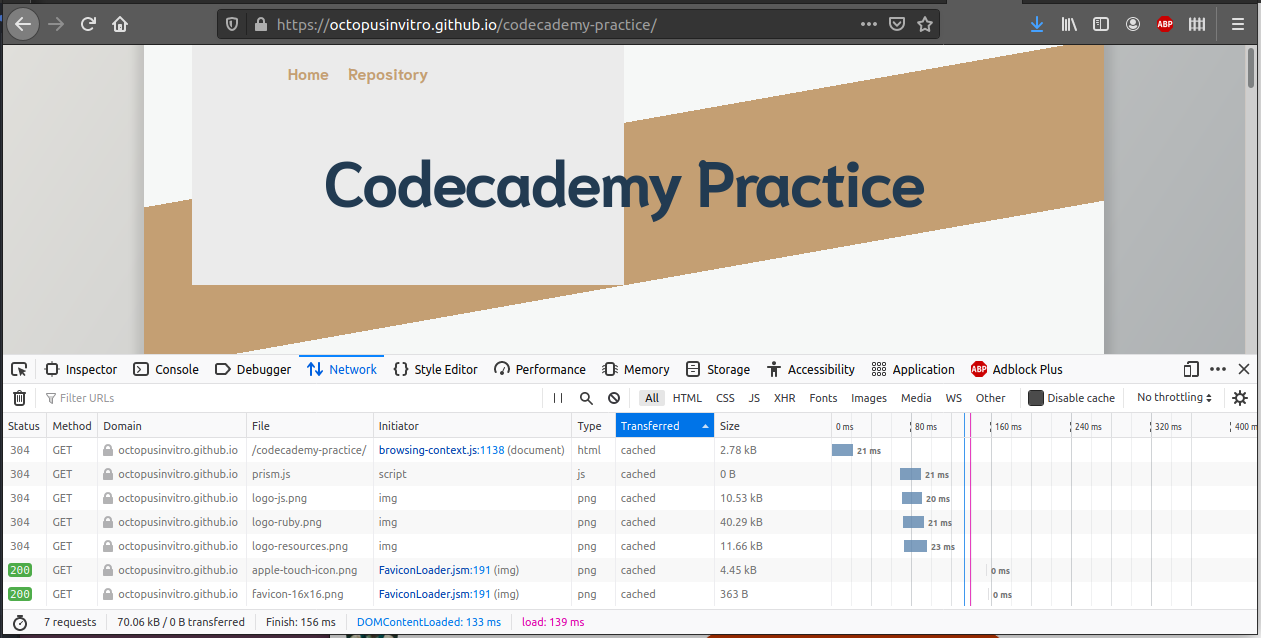 https://octopusinvitro.github.io/codecademy-practice/
ABP
Home Repository
Codecademy Practice
Inspector Console Debugger Network Style Editor Performance Memory Storage Accessibility Application ABP Adblock Plus
Filter URLs All HTML CSS JS XHR Fonts Images Media WS Other Disable cache No throttling
Status Method Domain File Initiator Type Transferred Size 0 ms 80 ms 160 ms 240 ms 320 ms 400 m
304 GET octopusinvitro.github.io /codecademy-practice/ browsing-context.js:1138 (document) html cached 2.78 kB 21 ms
304 GET octopusinvitro.github.io prism.js script js cached 0 B 21 ms
304 GET octopusinvitro.github.io logo-js.png img png cached 10.53 kB 20 ms
304 GET octopusinvitro.github.io logo-ruby.png img png cached 40.29 kB 21 ms
304 GET octopusinvitro.github.io logo-resources.png img png cached 11.66 kB 23 ms
200 GET octopusinvitro.github.io apple-touch-icon.png FaviconLoader.jsm:191 (img) png cached 4.45 kB 0 ms
200 GET octopusinvitro.github.io favicon-16x16.png FaviconLoader.jsm:191 (img) png cached 363 B 0 ms
7 requests 70.06 kB / 0 B transferred Finish: 156 ms DOMContentLoaded: 133 ms load: 139 ms